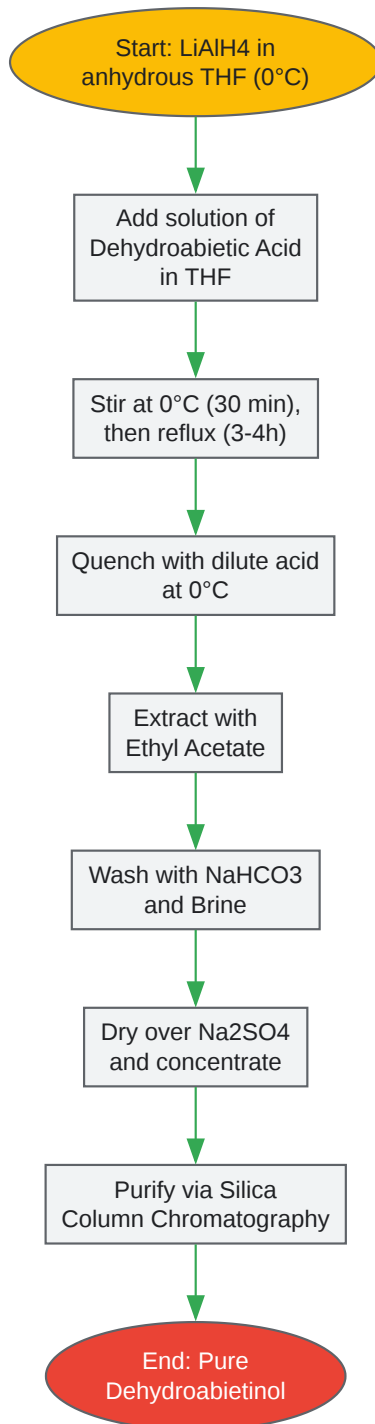 Start: LiAlH4 in
anhydrous THF (0°C)
Add solution of
Dehydroabietic Acid
in THF
Stir at 0°C (30 min),
then reflux (3-4h)
Quench with dilute acid
at 0°C
Extract with
Ethyl Acetate
Wash with NaHCO3
and Brine
Dry over Na2SO4
and concentrate
Purify via Silica
Column Chromatography
End: Pure
Dehydroabietinol